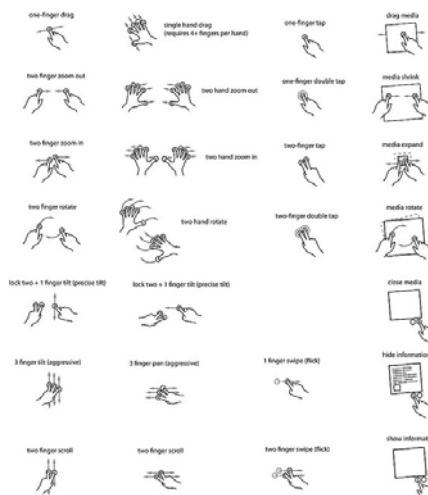 one-finger drag
single hand drag
(requires 4+ fingers per hand)
one-finger tap
drag media
two finger zoom out
two hand zoom out
one-finger double tap
media shrink
two finger zoom in
two hand zoom in
two-finger tap
media expand
two finger rotate
two hand rotate
two-finger double tap
media rotate
lock two + 1 finger tilt (precise tilt)
lock two + 1 finger tilt (precise tilt)
close media
3 finger tilt (aggressive)
3 finger pan (aggressive)
1 finger swipe (flick)
hide information
two finger scroll
two finger scroll
two finger swipe (flick)
show informat